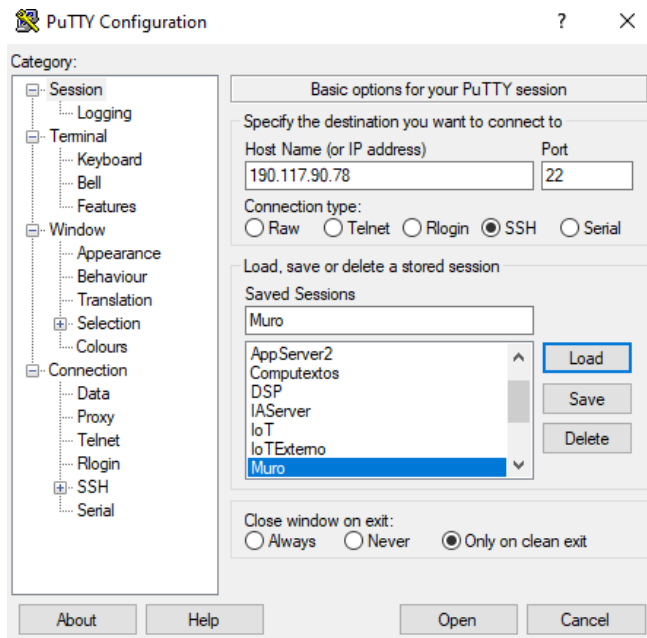 PuTTY Configuration
?
Category:
Session
Logging
Terminal
Keyboard
Bell
Features
Window
Appearance
Behaviour
Translation
Selection
Colours
Connection
Data
Proxy
Telnet
Rlogin
SSH
Serial
Basic options for your PuTTY session
Specify the destination you want to connect to
Host Name (or IP address) Port
190.117.90.78 22
Connection type:
Raw Telnet Rlogin SSH Serial
Load, save or delete a stored session
Saved Sessions
Muro
AppServer2
Computextos
DSP
IAServer
IoT
IoTExterno
Muro
Load
Save
Delete
Close window on exit:
Always Never Only on clean exit
About Help Open Cancel